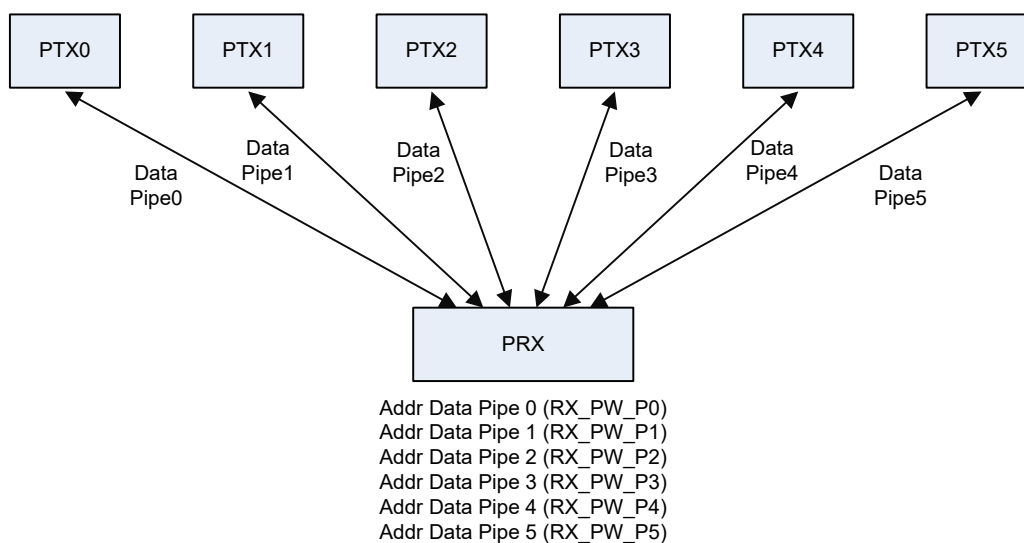 PTX0
PTX1
PTX2
PTX3
PTX4
PTX5
Data
Pipe0
Data
Pipe1
Data
Pipe2
Data
Pipe3
Data
Pipe4
Data
Pipe5
PRX
Addr Data Pipe 0 (RX_PW_P0)
Addr Data Pipe 1 (RX_PW_P1)
Addr Data Pipe 2 (RX_PW_P2)
Addr Data Pipe 3 (RX_PW_P3)
Addr Data Pipe 4 (RX_PW_P4)
Addr Data Pipe 5 (RX_PW_P5)